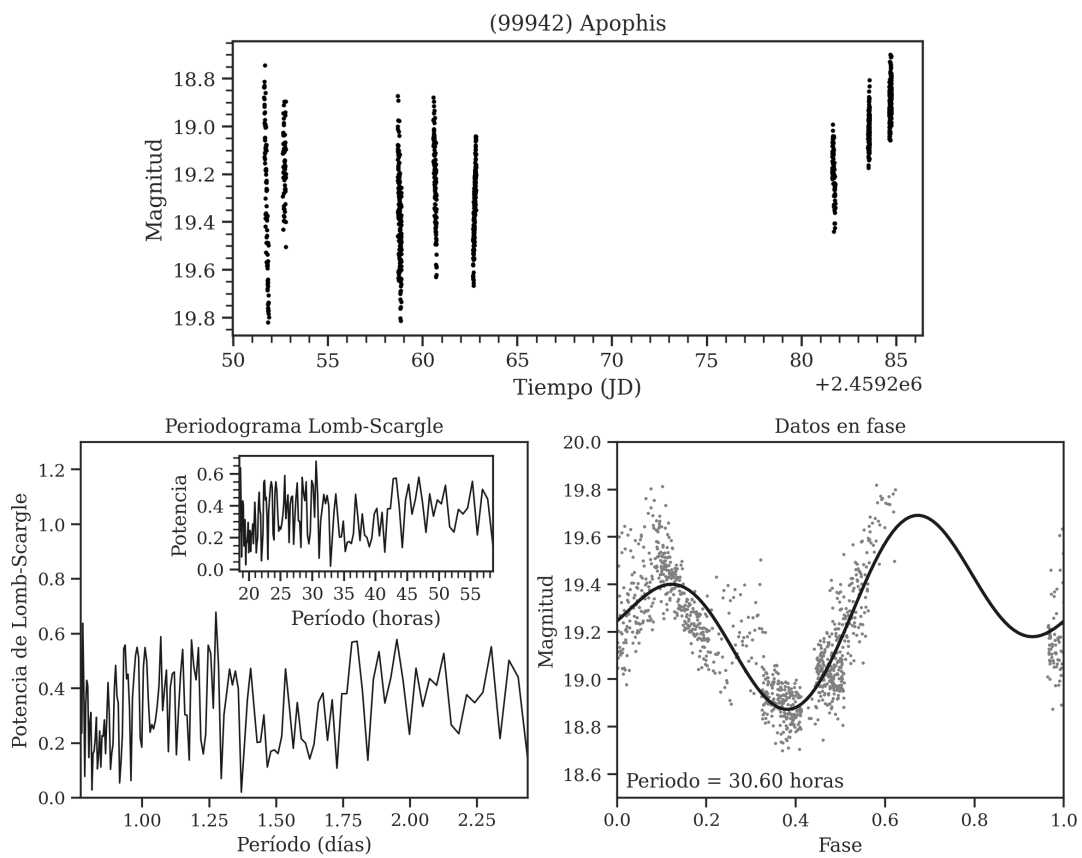 (99942) Apophis
Magnitud
18.8
19.0
19.2
19.4
19.6
19.8
50 55 60 65 70 75 80 85
Tiempo (JD)
+2.4592e6
Periodograma Lomb-Scargle
Potencia de Lomb-Scargle
1.2
1.0
0.8
0.6
0.4
0.2
0.0
Potencia
0.6
0.4
0.2
0.0
20 25 30 35 40 45 50 55
Período (horas)
1.00 1.25 1.50 1.75 2.00 2.25
Período (días)
Datos en fase
Magnitud
20.0
19.8
19.6
19.4
19.2
19.0
18.8
18.6
Periodo = 30.60 horas
0.0 0.2 0.4 0.6 0.8 1.0
Fase